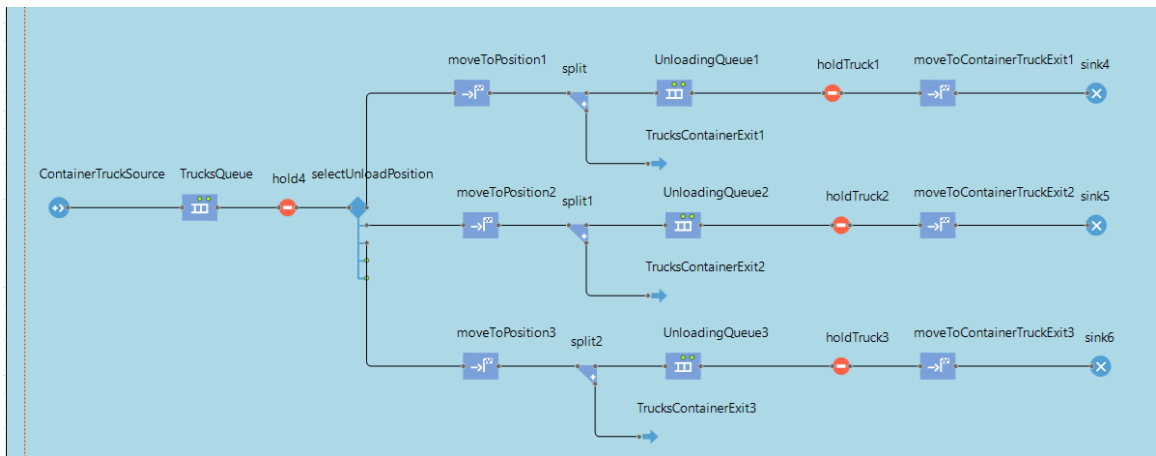 moveToPosition1
split
UnloadingQueue1
holdTruck1
moveToContainerTruckExit1
sink4
TrucksContainerExit1
ContainerTruckSource
TrucksQueue
hold4
selectUnloadPosition
moveToPosition2
split1
UnloadingQueue2
holdTruck2
moveToContainerTruckExit2
sink5
TrucksContainerExit2
moveToPosition3
split2
UnloadingQueue3
holdTruck3
moveToContainerTruckExit3
sink6
TrucksContainerExit3